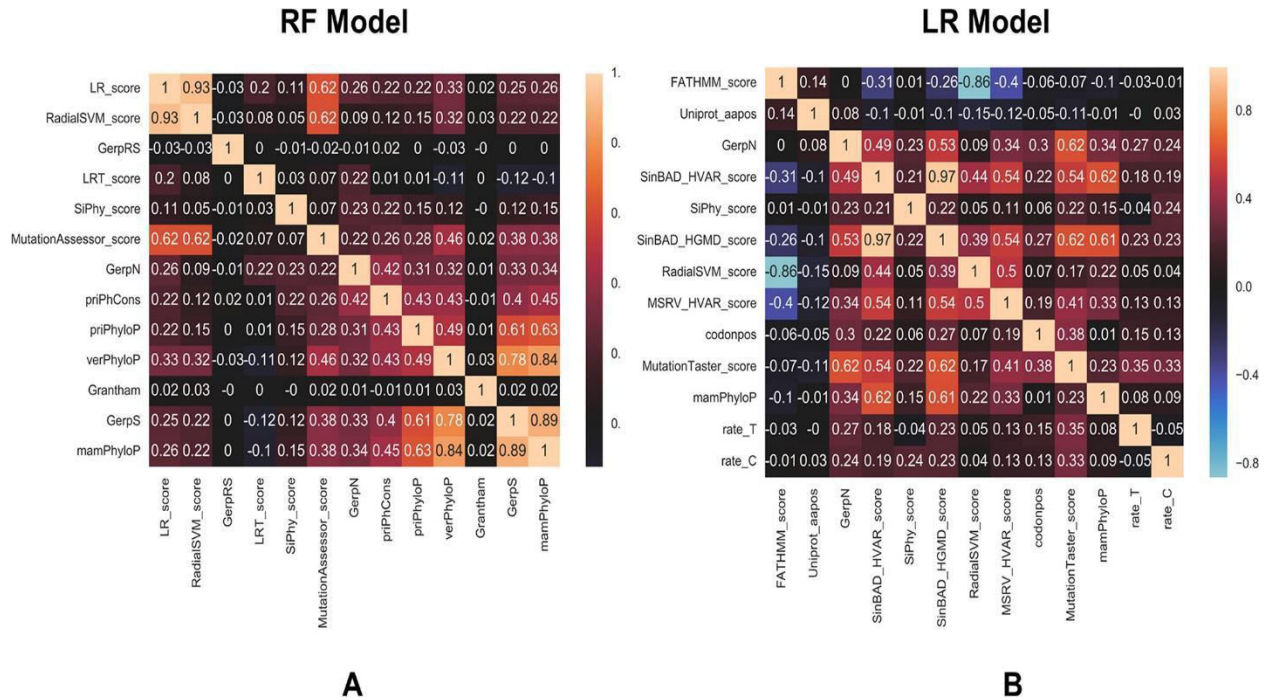 RF Model
LR_score 1 0.93 -0.03 0.2 0.11 0.62 0.26 0.22 0.22 0.33 0.02 0.25 0.26
RadialSVM_score 0.93 1 -0.03 0.08 0.05 0.62 0.09 0.12 0.15 0.32 0.03 0.22 0.22
GerpRS -0.03 -0.03 1 0 -0.01 -0.02 -0.01 0.02 0 -0.03 -0 0 0
LRT_score 0.2 0.08 0 1 0.03 0.07 0.22 0.01 0.01 -0.11 0 -0.12 -0.1
SiPhy_score 0.11 0.05 -0.01 0.03 1 0.07 0.23 0.22 0.15 0.12 -0 0.12 0.15
MutationAssessor_score 0.62 0.62 -0.02 0.07 0.07 1 0.22 0.26 0.28 0.46 0.02 0.38 0.38
GerpN 0.26 0.09 -0.01 0.22 0.23 0.22 1 0.42 0.31 0.32 0.01 0.33 0.34
priPhCons 0.22 0.12 0.02 0.01 0.22 0.26 0.42 1 0.43 0.43 -0.01 0.4 0.45
priPhyloP 0.22 0.15 0 0.01 0.15 0.28 0.31 0.43 1 0.49 0.01 0.61 0.63
verPhyloP 0.33 0.32 -0.03 -0.11 0.12 0.46 0.32 0.43 0.49 1 0.03 0.78 0.84
Grantham 0.02 0.03 -0 0 -0 0.02 0.01 -0.01 0.01 0.03 1 0.02 0.02
GerpS 0.25 0.22 0 -0.12 0.12 0.38 0.33 0.4 0.61 0.78 0.02 1 0.89
mamPhyloP 0.26 0.22 0 -0.1 0.15 0.38 0.34 0.45 0.63 0.84 0.02 0.89 1
LR_score
RadialSVM_score
GerpRS
LRT_score
SiPhy_score
MutationAssessor_score
GerpN
priPhCons
priPhyloP
verPhyloP
Grantham
GerpS
mamPhyloP
1.
0.
0.
0.
0.
A
LR Model
FATHMM_score 1 0.14 0 -0.31 0.01 -0.26 -0.86 -0.4 -0.06 -0.07 -0.1 -0.03 -0.01
Uniprot_aapos 0.14 1 0.08 -0.1 -0.01 -0.1 -0.15 -0.12 -0.05 -0.11 -0.01 -0 0.03
GerpN 0 0.08 1 0.49 0.23 0.53 0.09 0.34 0.3 0.62 0.34 0.27 0.24
SinBAD_HVAR_score -0.31 -0.1 0.49 1 0.21 0.97 0.44 0.54 0.22 0.54 0.62 0.18 0.19
SiPhy_score 0.01 -0.01 0.23 0.21 1 0.22 0.05 0.11 0.06 0.22 0.15 -0.04 0.24
SinBAD_HGMD_score -0.26 -0.1 0.53 0.97 0.22 1 0.39 0.54 0.27 0.62 0.61 0.23 0.23
RadialSVM_score -0.86 -0.15 0.09 0.44 0.05 0.39 1 0.5 0.07 0.17 0.22 0.05 0.04
MSRV_HVAR_score -0.4 -0.12 0.34 0.54 0.11 0.54 0.5 1 0.19 0.41 0.33 0.13 0.13
codonpos -0.06 -0.05 0.3 0.22 0.06 0.27 0.07 0.19 1 0.38 0.01 0.15 0.13
MutationTaster_score -0.07 -0.11 0.62 0.54 0.22 0.62 0.17 0.41 0.38 1 0.23 0.35 0.33
mamPhyloP -0.1 -0.01 0.34 0.62 0.15 0.61 0.22 0.33 0.01 0.23 1 0.08 0.09
rate_T -0.03 -0 0.27 0.18 -0.04 0.23 0.05 0.13 0.15 0.35 0.08 1 -0.05
rate_C -0.01 0.03 0.24 0.19 0.24 0.23 0.04 0.13 0.13 0.33 0.09 -0.05 1
FATHMM_score
Uniprot_aapos
GerpN
SinBAD_HVAR_score
SiPhy_score
SinBAD_HGMD_score
RadialSVM_score
MSRV_HVAR_score
codonpos
MutationTaster_score
mamPhyloP
rate_T
rate_C
0.8
0.4
0.0
−0.4
−0.8
B